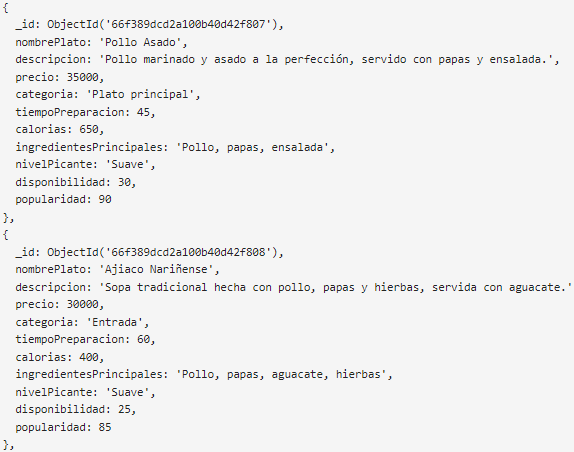 {
_id: ObjectId('66f389dcd2a100b40d42f807'),
nombrePlato: 'Pollo Asado',
descripcion: 'Pollo marinado y asado a la perfección, servido con papas y ensalada.',
precio: 35000,
categoria: 'Plato principal',
tiempoPreparacion: 45,
calorias: 650,
ingredientesPrincipales: 'Pollo, papas, ensalada',
nivelPicante: 'Suave',
disponibilidad: 30,
popularidad: 90
},
{
_id: ObjectId('66f389dcd2a100b40d42f808'),
nombrePlato: 'Ajiaco Nariñense',
descripcion: 'Sopa tradicional hecha con pollo, papas y hierbas, servida con aguacate.'
precio: 30000,
categoria: 'Entrada',
tiempoPreparacion: 60,
calorias: 400,
ingredientesPrincipales: 'Pollo, papas, aguacate, hierbas',
nivelPicante: 'Suave',
disponibilidad: 25,
popularidad: 85
},